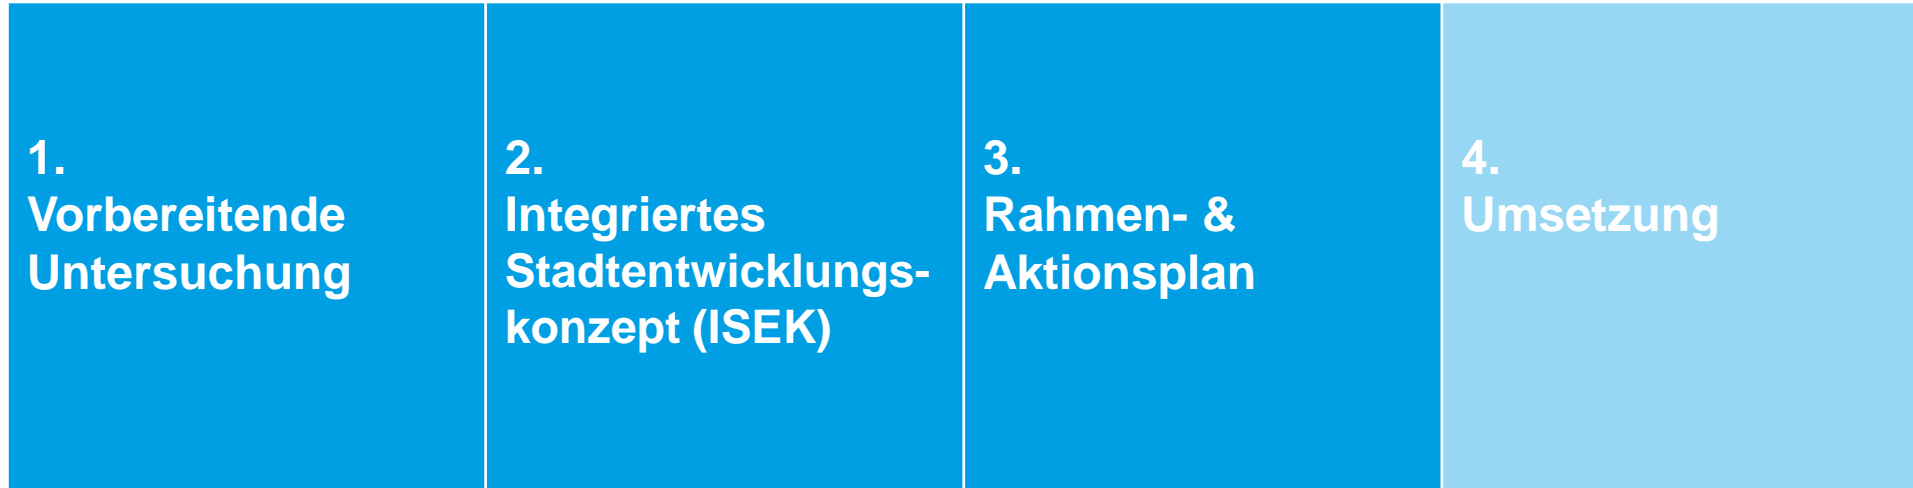 1.
Vorbereitende
Untersuchung
2.
Integriertes
Stadtentwicklungs-
konzept (ISEK)
3.
Rahmen- &
Aktionsplan
4.
Umsetzung